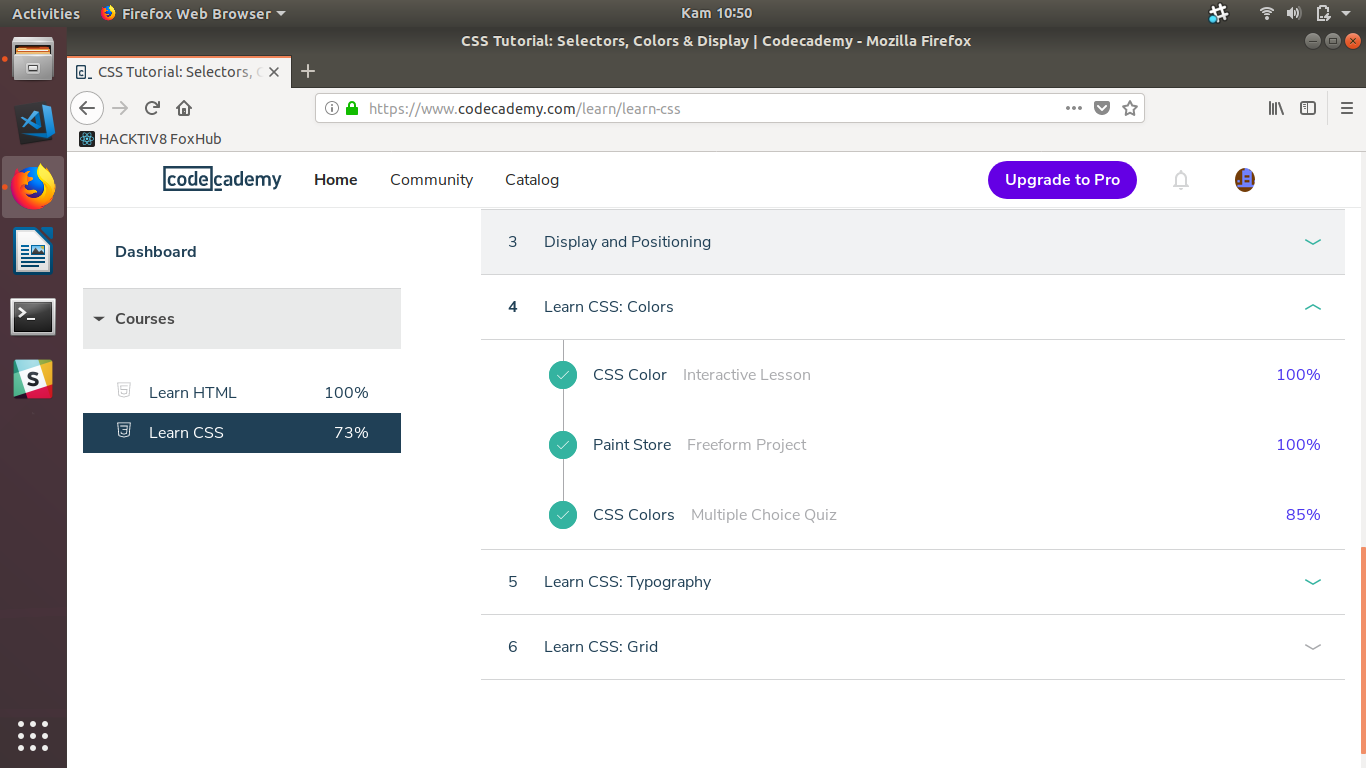 Activities Firefox Web Browser Kam 10:50
CSS Tutorial: Selectors, Colors & Display | Codecademy - Mozilla Firefox
CSS Tutorial: Selectors, C
https://www.codecademy.com/learn/learn-css
HACKTIV8 FoxHub
codecademy Home Community Catalog Upgrade to Pro
Dashboard
Courses
Learn HTML 100%
Learn CSS 73%
3 Display and Positioning
4 Learn CSS: Colors
CSS Color Interactive Lesson 100%
Paint Store Freeform Project 100%
CSS Colors Multiple Choice Quiz 85%
5 Learn CSS: Typography
6 Learn CSS: Grid